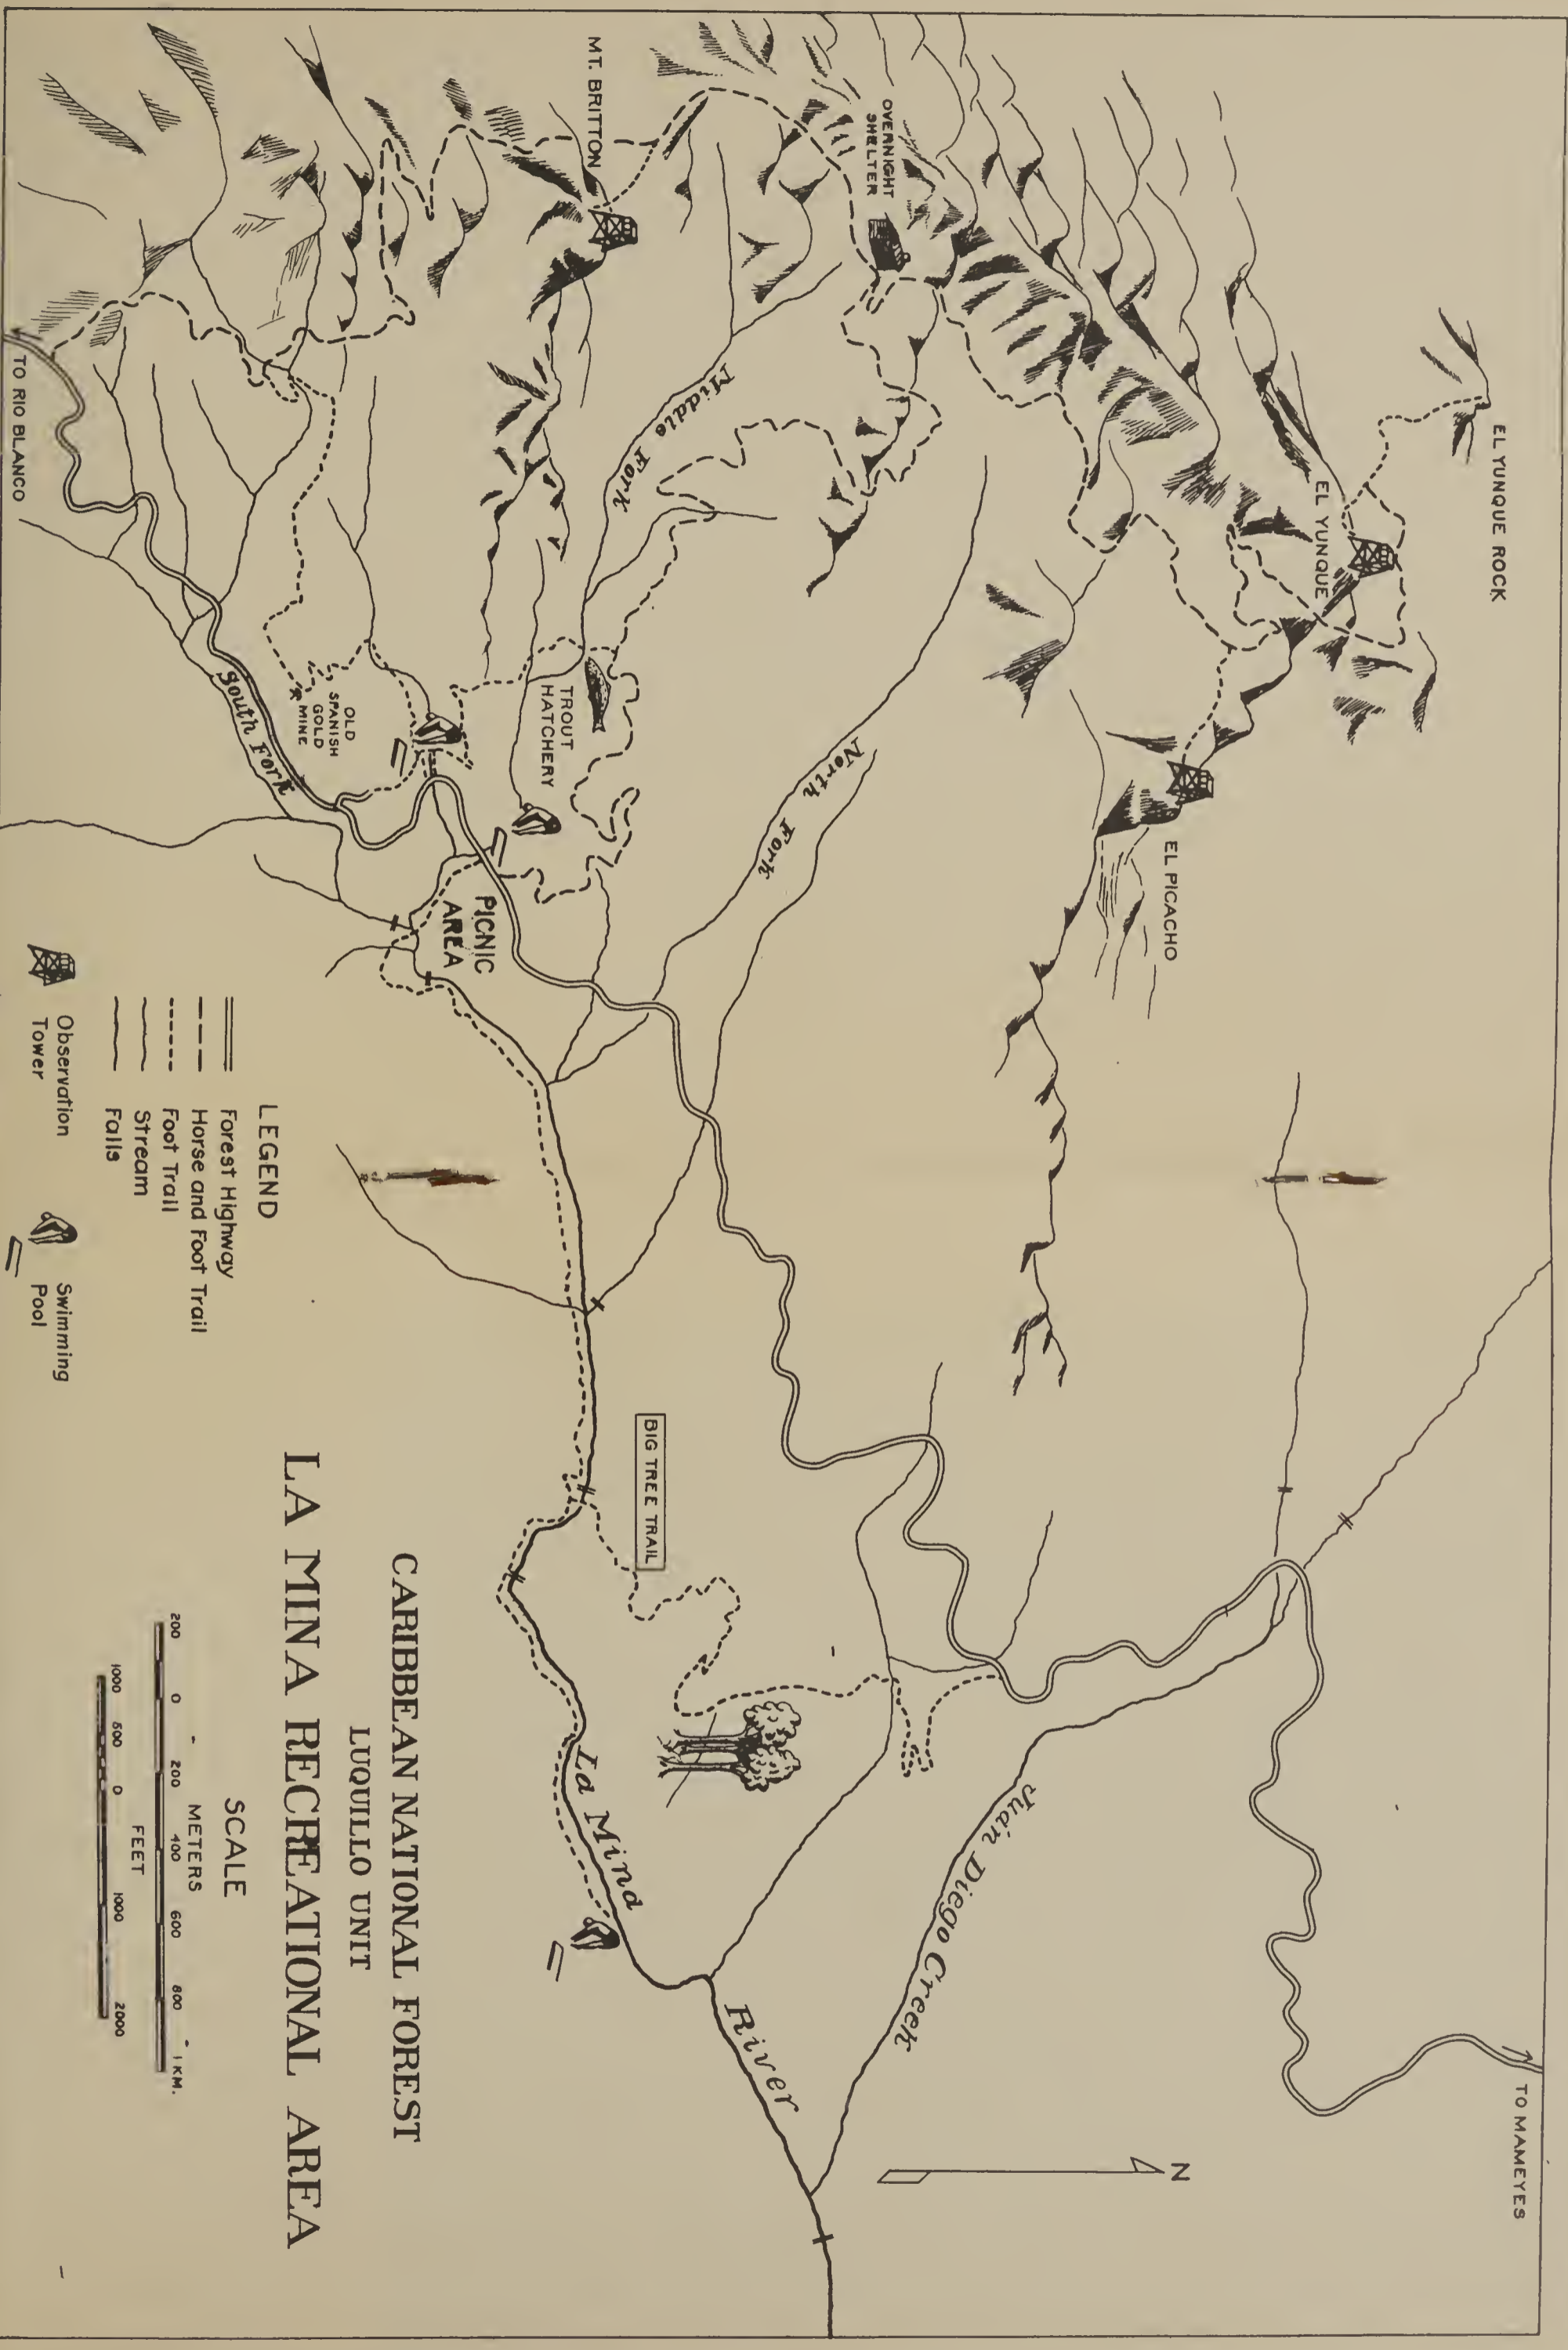 EL YUNQUE ROCK
TO MAMEYES
N
EL YUNQUE
EL PICACHO
OVERNIGHT
SHELTER
North Fork
Juan Diego Creek
MT. BRITTON
Middle Fork
TROUT
HATCHERY
BIG TREE TRAIL
La Mina River
PICNIC
AREA
OLD
SPANISH
GOLD
MINE
South Fork
TO RIO BLANCO
CARIBBEAN NATIONAL FOREST
LUQUILLO UNIT
LA MINA RECREATIONAL AREA
LEGEND
Forest Highway
Horse and Foot Trail
Foot Trail
Stream
Falls
Observation
Tower
Swimming
Pool
SCALE
METERS
200 0 200 400 600 800 1 KM.
FEET
1000 500 0 1000 2000